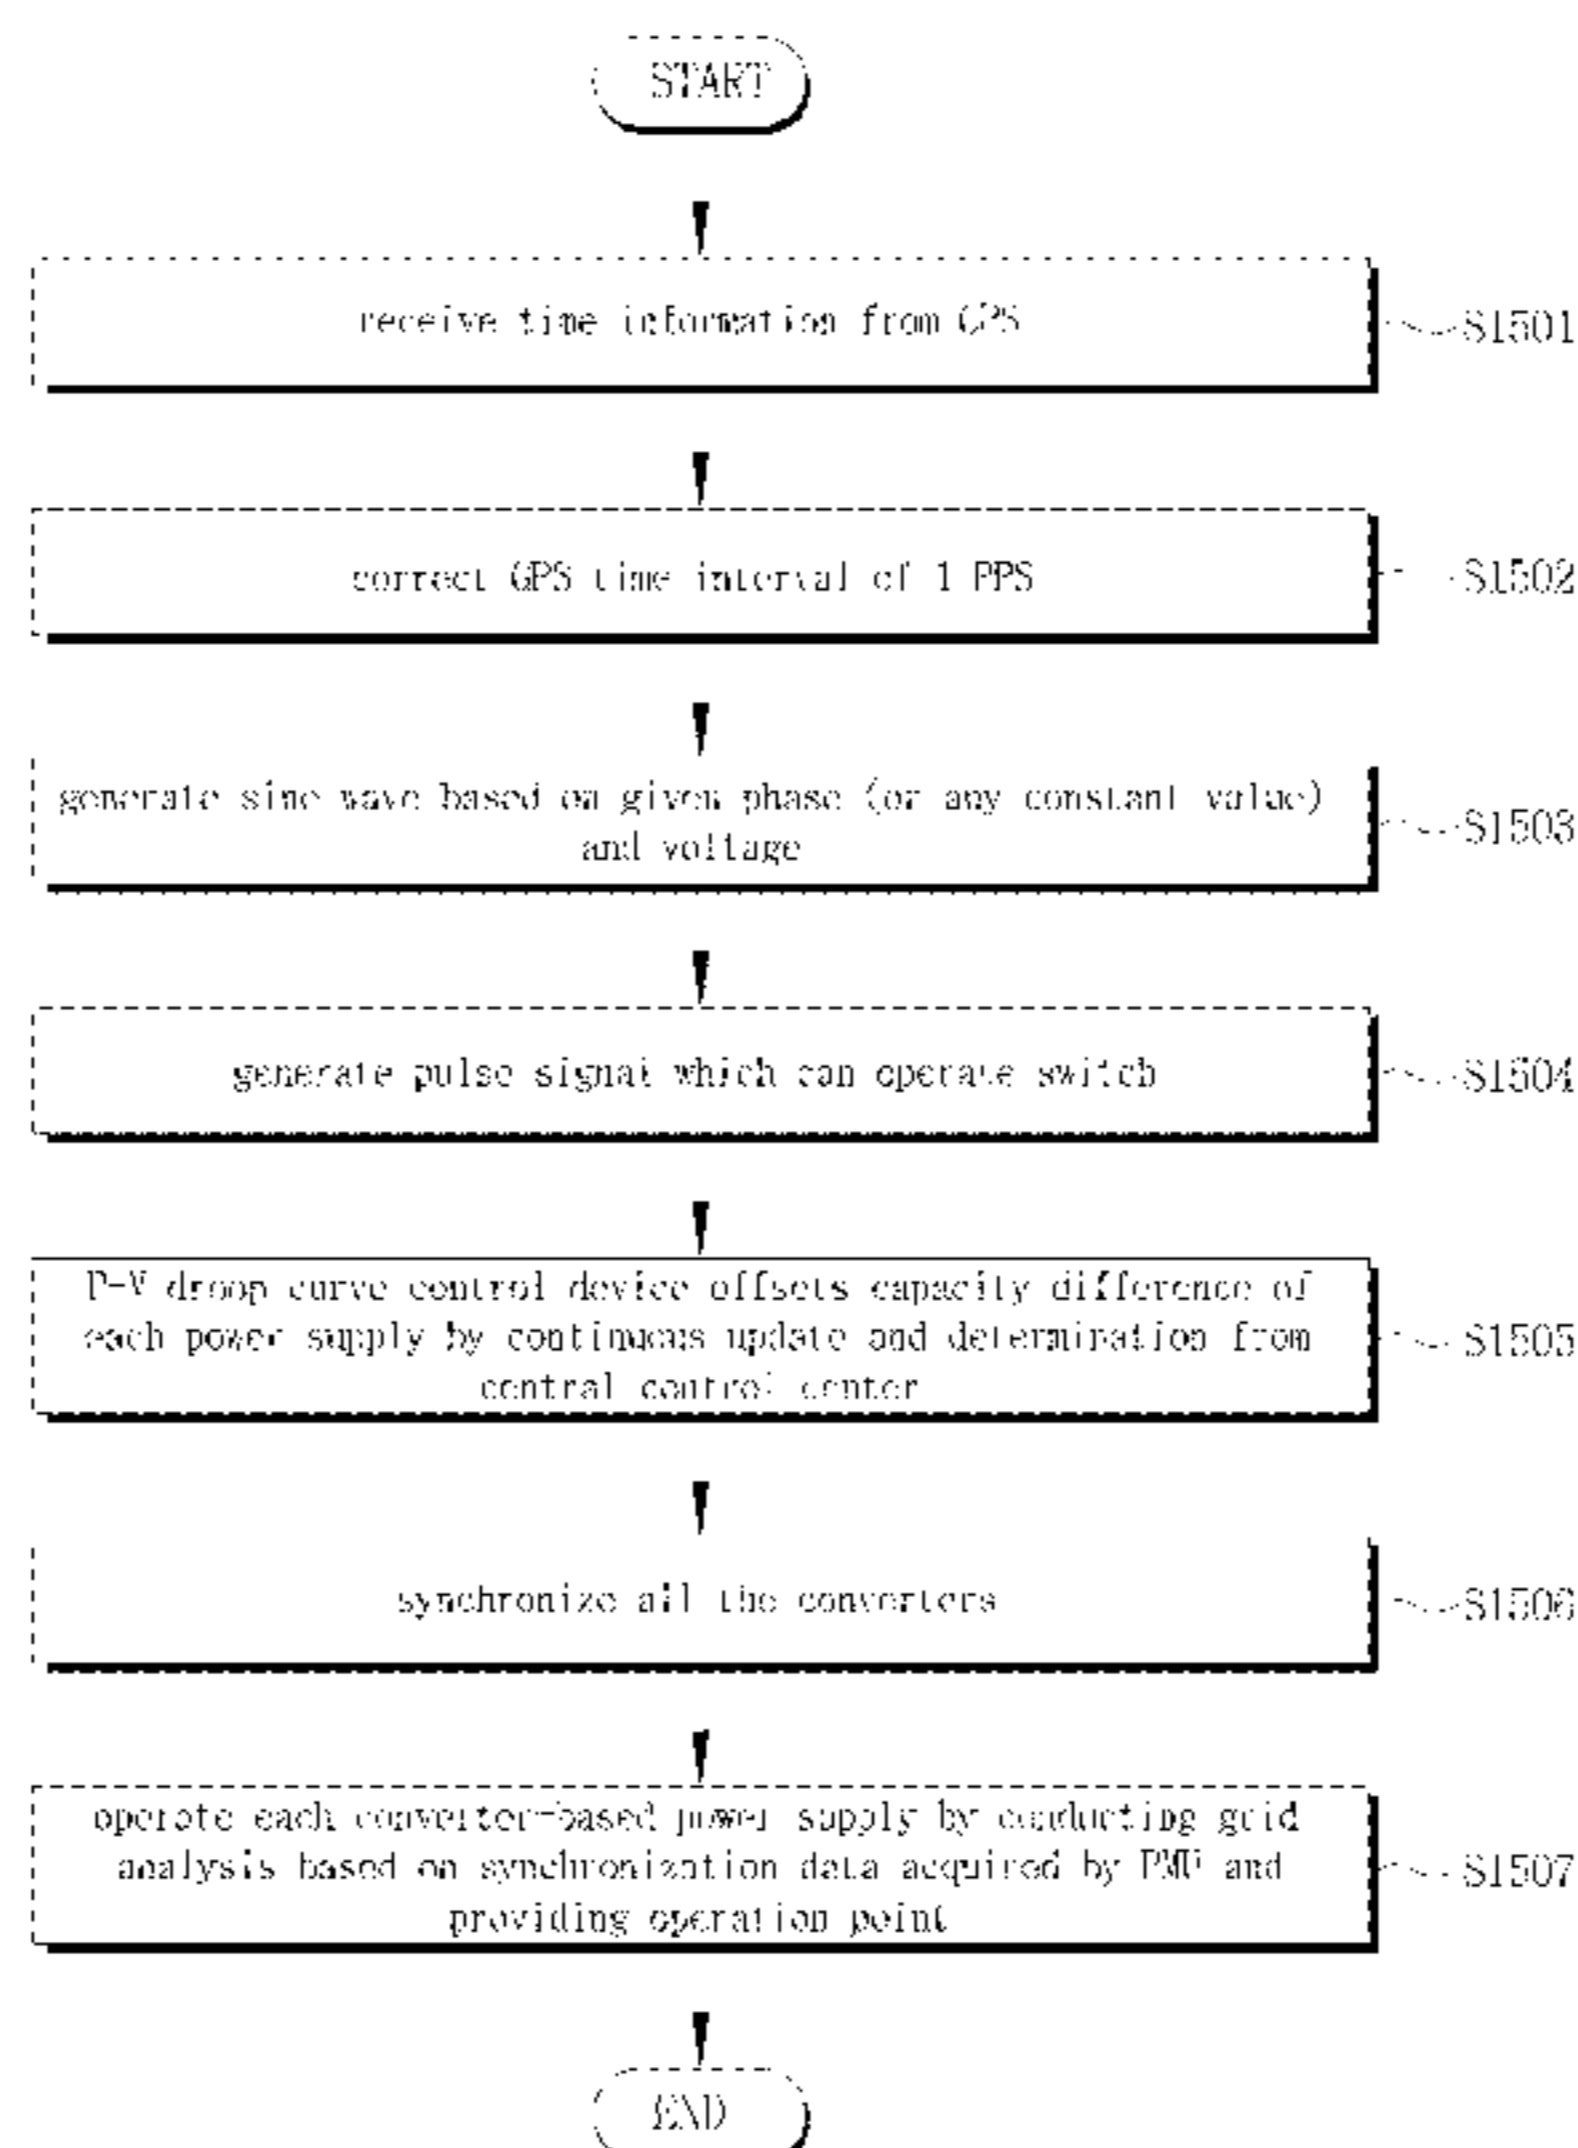 START
receive time information from GPS
S1501
correct GPS time interval of 1 PPS
S1502
generate sine wave based on given phase (or any constant value)
and voltage
S1503
generate pulse signal which can operate switch
S1504
P-V droop curve control device offsets capacity difference of
each power supply by continuous update and determination from
central control center
S1505
synchronize all the converters
S1506
operate each converter-based power supply by conducting grid
analysis based on synchronization data acquired by PMU and
providing operation point
S1507
END